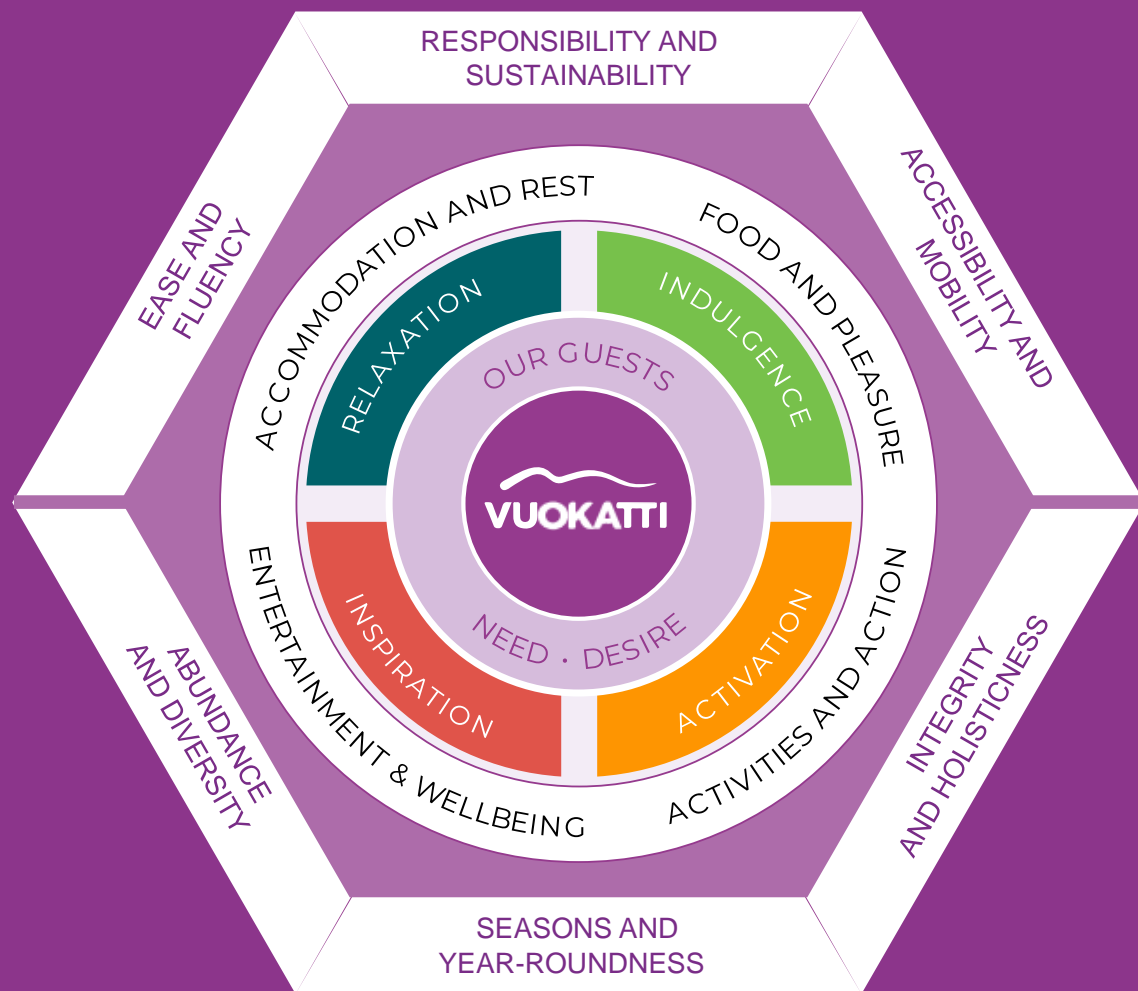 RESPONSIBILITY AND
SUSTAINABILITY
EASE AND
FLUENCY
ACCESSIBILITY AND
MOBILITY
ACCOMMODATION AND REST
FOOD AND PLEASURE
RELAXATION
INDULGENCE
OUR GUESTS
VUOKATTI
NEED · DESIRE
INSPIRATION
ACTIVATION
ENTERTAINMENT & WELLBEING
ACTIVITIES AND ACTION
ABUNDANCE
AND DIVERSITY
INTEGRITY
AND HOLISTICNESS
SEASONS AND
YEAR-ROUNDNESS